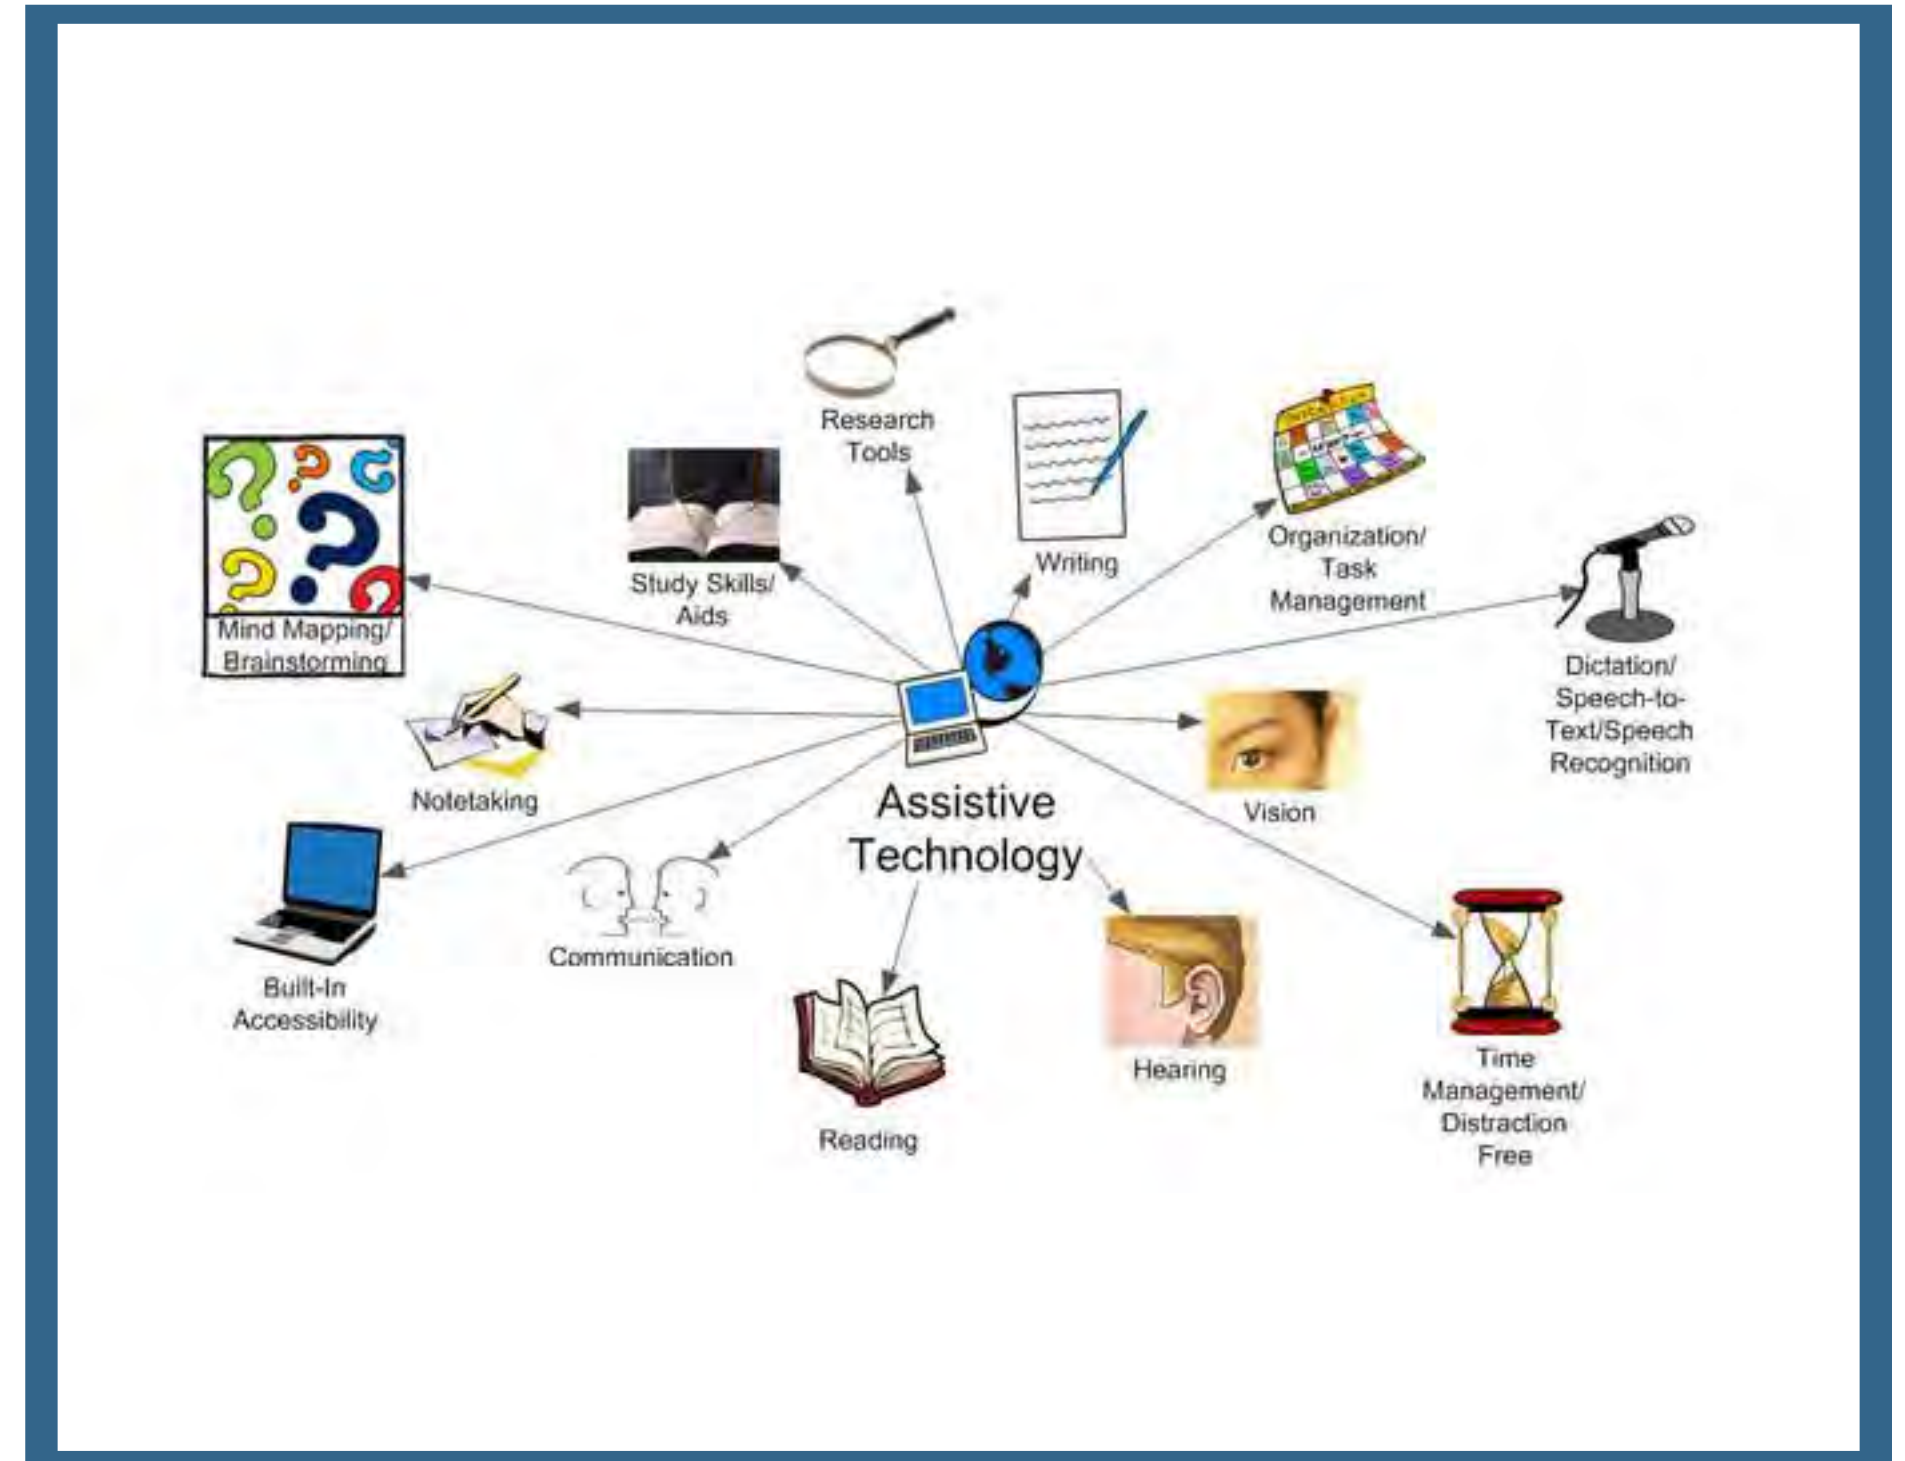 Research
Tools
Writing
Organization/
Task
Management
Study Skills/
Aids
Mind Mapping/
Brainstorming
Dictation/
Speech-to-
Text/Speech
Recognition
Notetaking
Assistive
Technology
Vision
Built-In
Accessibility
Communication
Reading
Hearing
Time
Management/
Distraction
Free